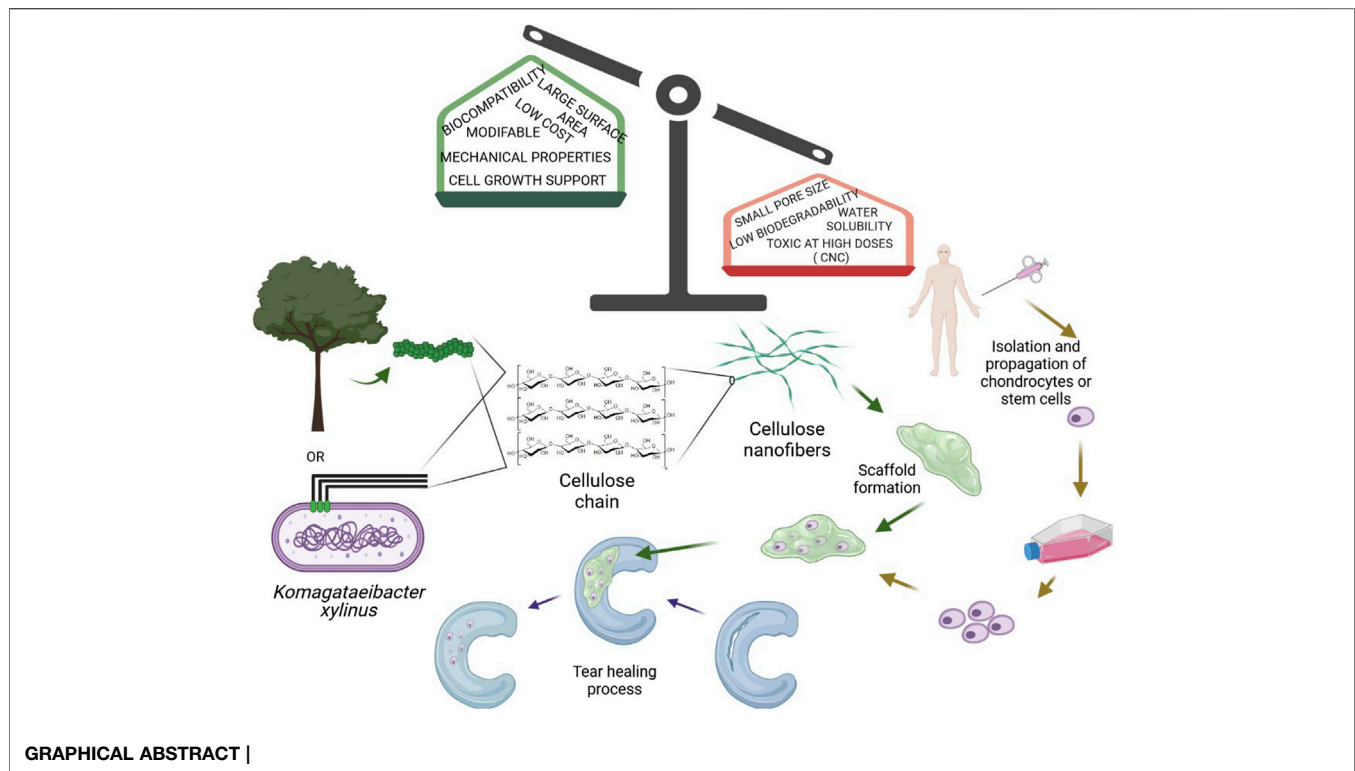 BIOCOMPATIBILITY
LARGE SURFACE
AREA
LOW COST
MODIFABLE
MECHANICAL PROPERTIES
CELL GROWTH SUPPORT
SMALL PORE SIZE
LOW BIODEGRADABILITY
WATER
SOLUBILITY
TOXIC AT HIGH DOSES
( CNC)
Isolation and
propagation of
chondrocytes or
stem cells
OR
Cellulose
chain
Cellulose
nanofibers
Scaffold
formation
Komagataeibacter
xylinus
Tear healing
process
GRAPHICAL ABSTRACT |